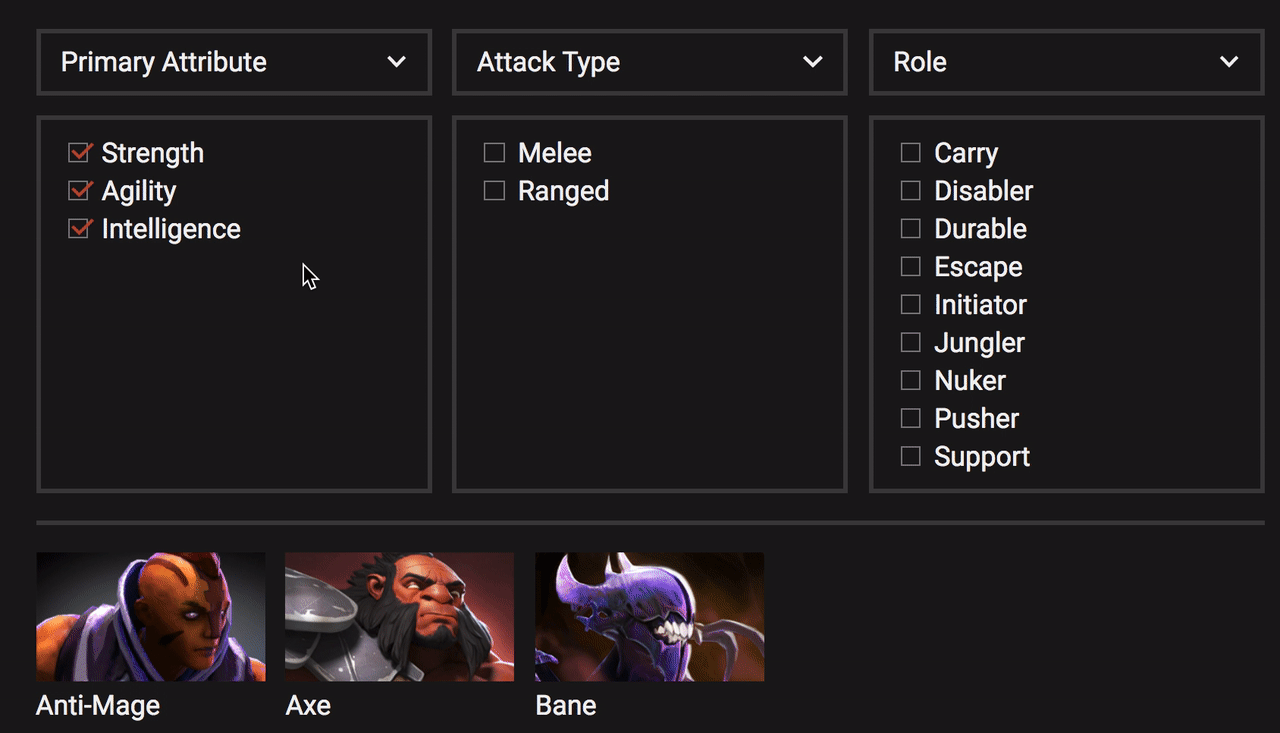 Primary Attribute
Attack Type
Role
Strength
Agility
Intelligence
Melee
Ranged
Carry
Disabler
Durable
Escape
Initiator
Jungler
Nuker
Pusher
Support
Anti-Mage
Axe
Bane